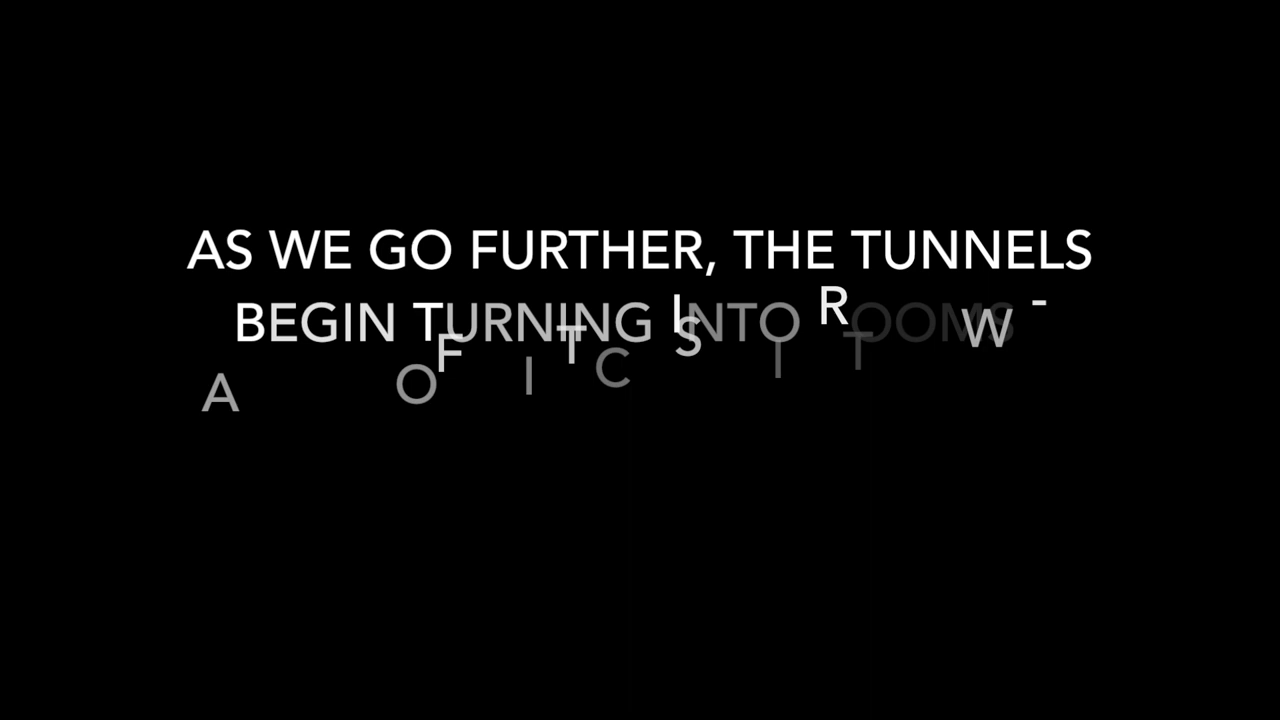 AS WE GO FURTHER, THE TUNNELS
BEGIN TURNING INTO ROOMS